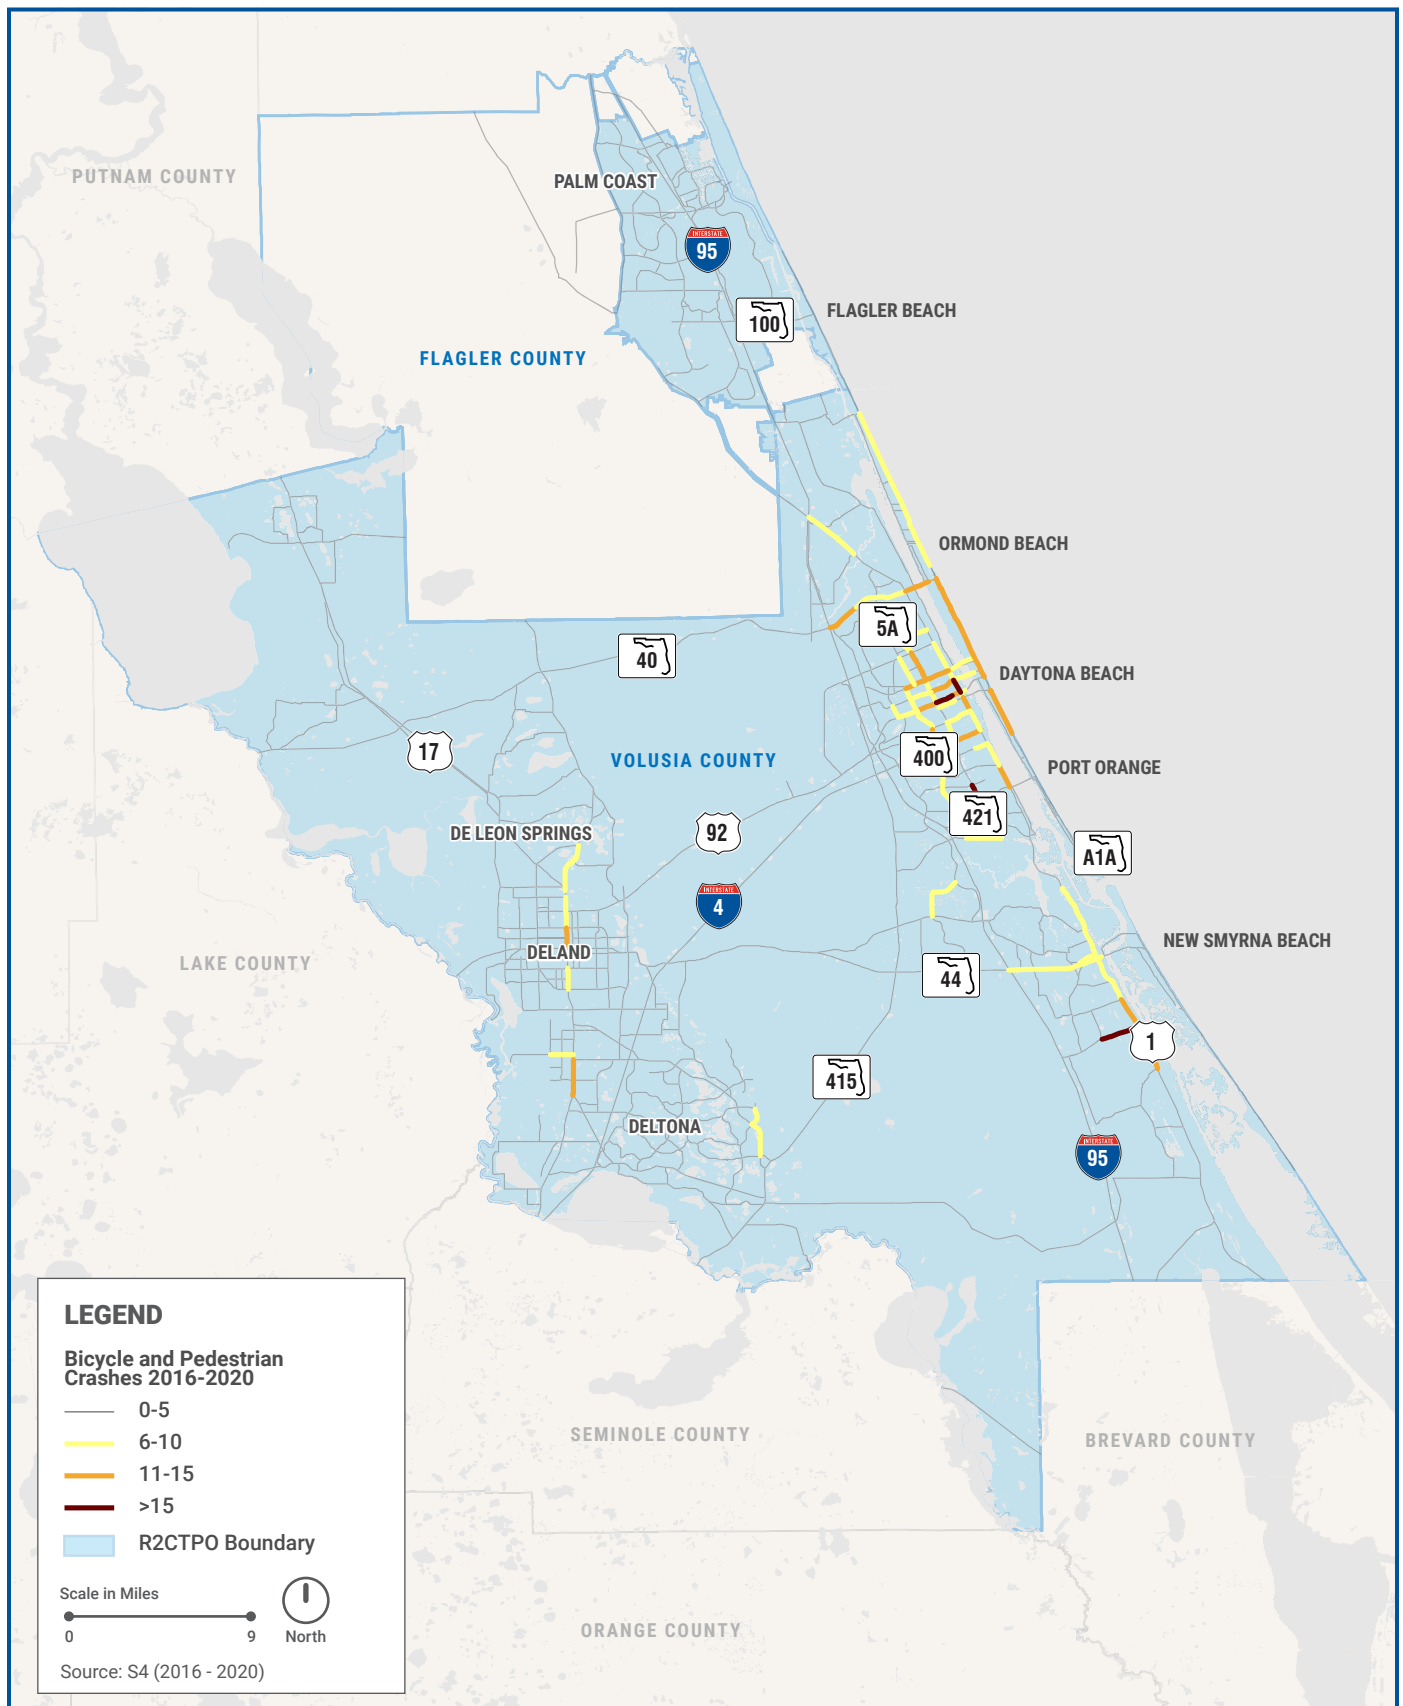 PUTNAM COUNTY
PALM COAST
INTERSTATE
95
100
FLAGLER BEACH
FLAGLER COUNTY
ORMOND BEACH
5A
40
DAYTONA BEACH
17
VOLUSIA COUNTY
400
PORT ORANGE
421
DE LEON SPRINGS
92
A1A
INTERSTATE
4
NEW SMYRNA BEACH
DELAND
LAKE COUNTY
44
1
415
DELTONA
INTERSTATE
95
LEGEND
Bicycle and Pedestrian
Crashes 2016-2020
0-5
6-10
11-15
>15
R2CTPO Boundary
Scale in Miles
0
9
North
Source: S4 (2016 - 2020)
SEMINOLE COUNTY
BREVARD COUNTY
ORANGE COUNTY